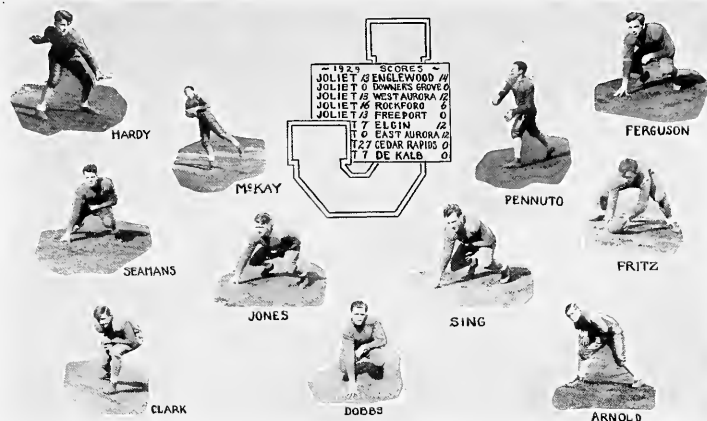 ~ 1929 SCORES ~
JOLIET 13 ENGLEWOOD 14
JOLIET 0 DOWNER'S GROVE 0
JOLIET 13 WEST AURORA 12
JOLIET 16 ROCKFORD 6
JOLIET 13 FREEPORT 0
T 7 ELGIN 12
T 0 EAST AURORA 12
T 27 CEDAR RAPIDS 0
T 7 DE KALB 0
HARDY
MCKAY
PENNUTO
FERGUSON
SEAMANS
JONES
SING
FRITZ
CLARK
DOBBS
ARNOLD